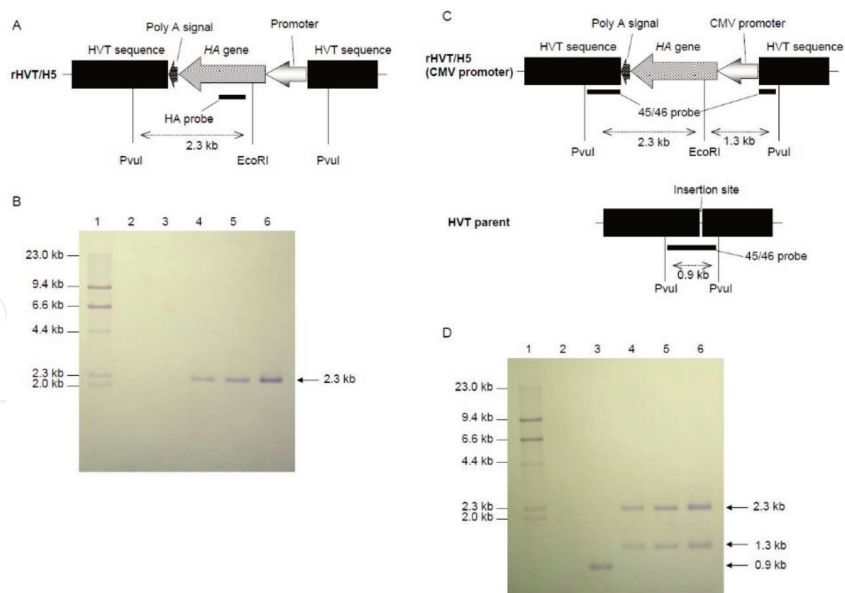 A
Poly A signal
HVT sequence
HA gene
Promoter
HVT sequence
rHVT/H5
HA probe
2.3 kb
PvuI
EcoRI
PvuI
B
1 2 3 4 5 6
23.0 kb
9.4 kb
6.6 kb
4.4 kb
2.3 kb
2.0 kb
2.3 kb
C
Poly A signal
CMV promoter
HVT sequence
HA gene
HVT sequence
rHVT/H5
(CMV promoter)
45/46 probe
PvuI
2.3 kb
EcoRI
1.3 kb
PvuI
Insertion site
HVT parent
45/46 probe
0.9 kb
PvuI
PvuI
D
1 2 3 4 5 6
23.0 kb
9.4 kb
6.6 kb
4.4 kb
2.3 kb
2.0 kb
2.3 kb
1.3 kb
0.9 kb